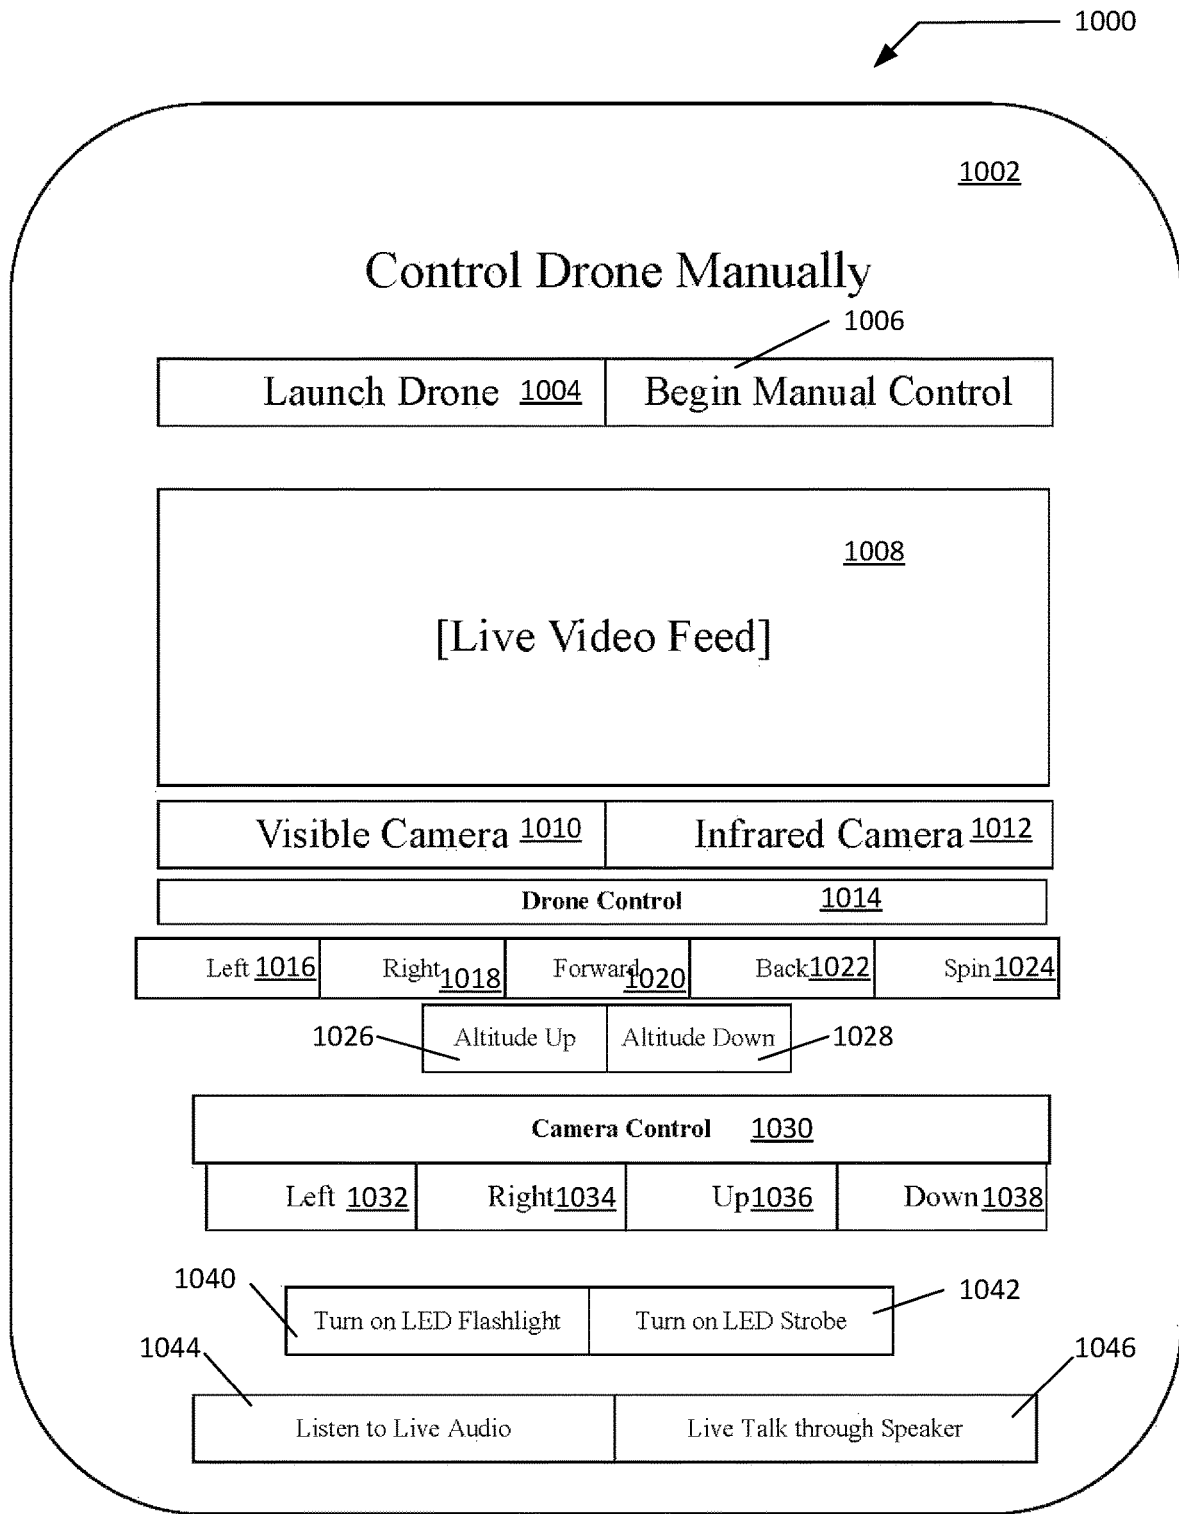 1000
1002
Control Drone Manually
1006
Launch Drone 1004 Begin Manual Control
1008
[Live Video Feed]
Visible Camera 1010 Infrared Camera 1012
Drone Control 1014
Left 1016 Right 1018 Forward 1020 Back 1022 Spin 1024
1026 Altitude Up Altitude Down 1028
Camera Control 1030
Left 1032 Right 1034 Up 1036 Down 1038
1040 Turn on LED Flashlight Turn on LED Strobe 1042
1044 1046
Listen to Live Audio Live Talk through Speaker